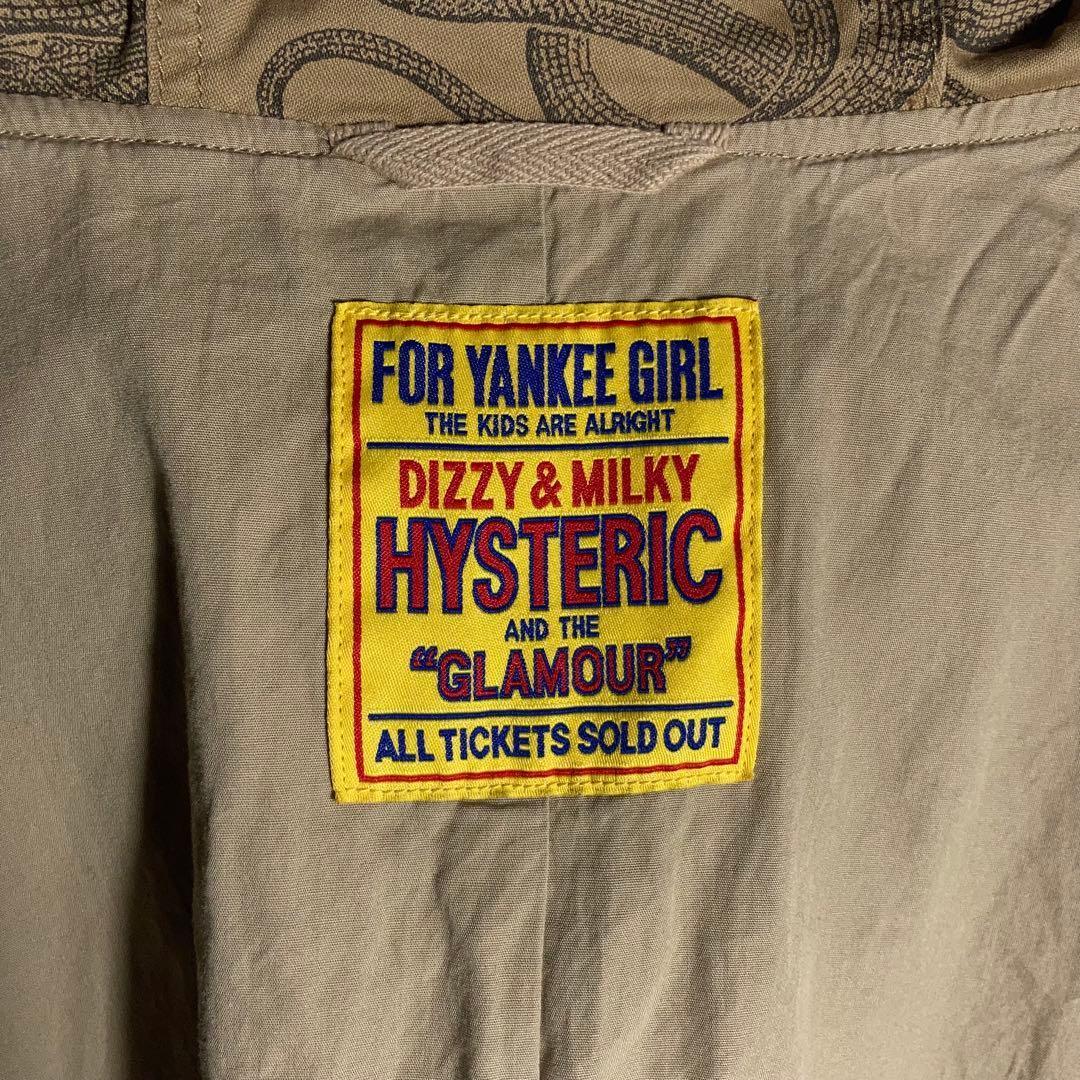 FOR YANKEE GIRL
THE KIDS ARE ALRIGHT
DIZZY & MILKY
HYSTERIC
AND THE
“GLAMOUR”
ALL TICKETS SOLD OUT